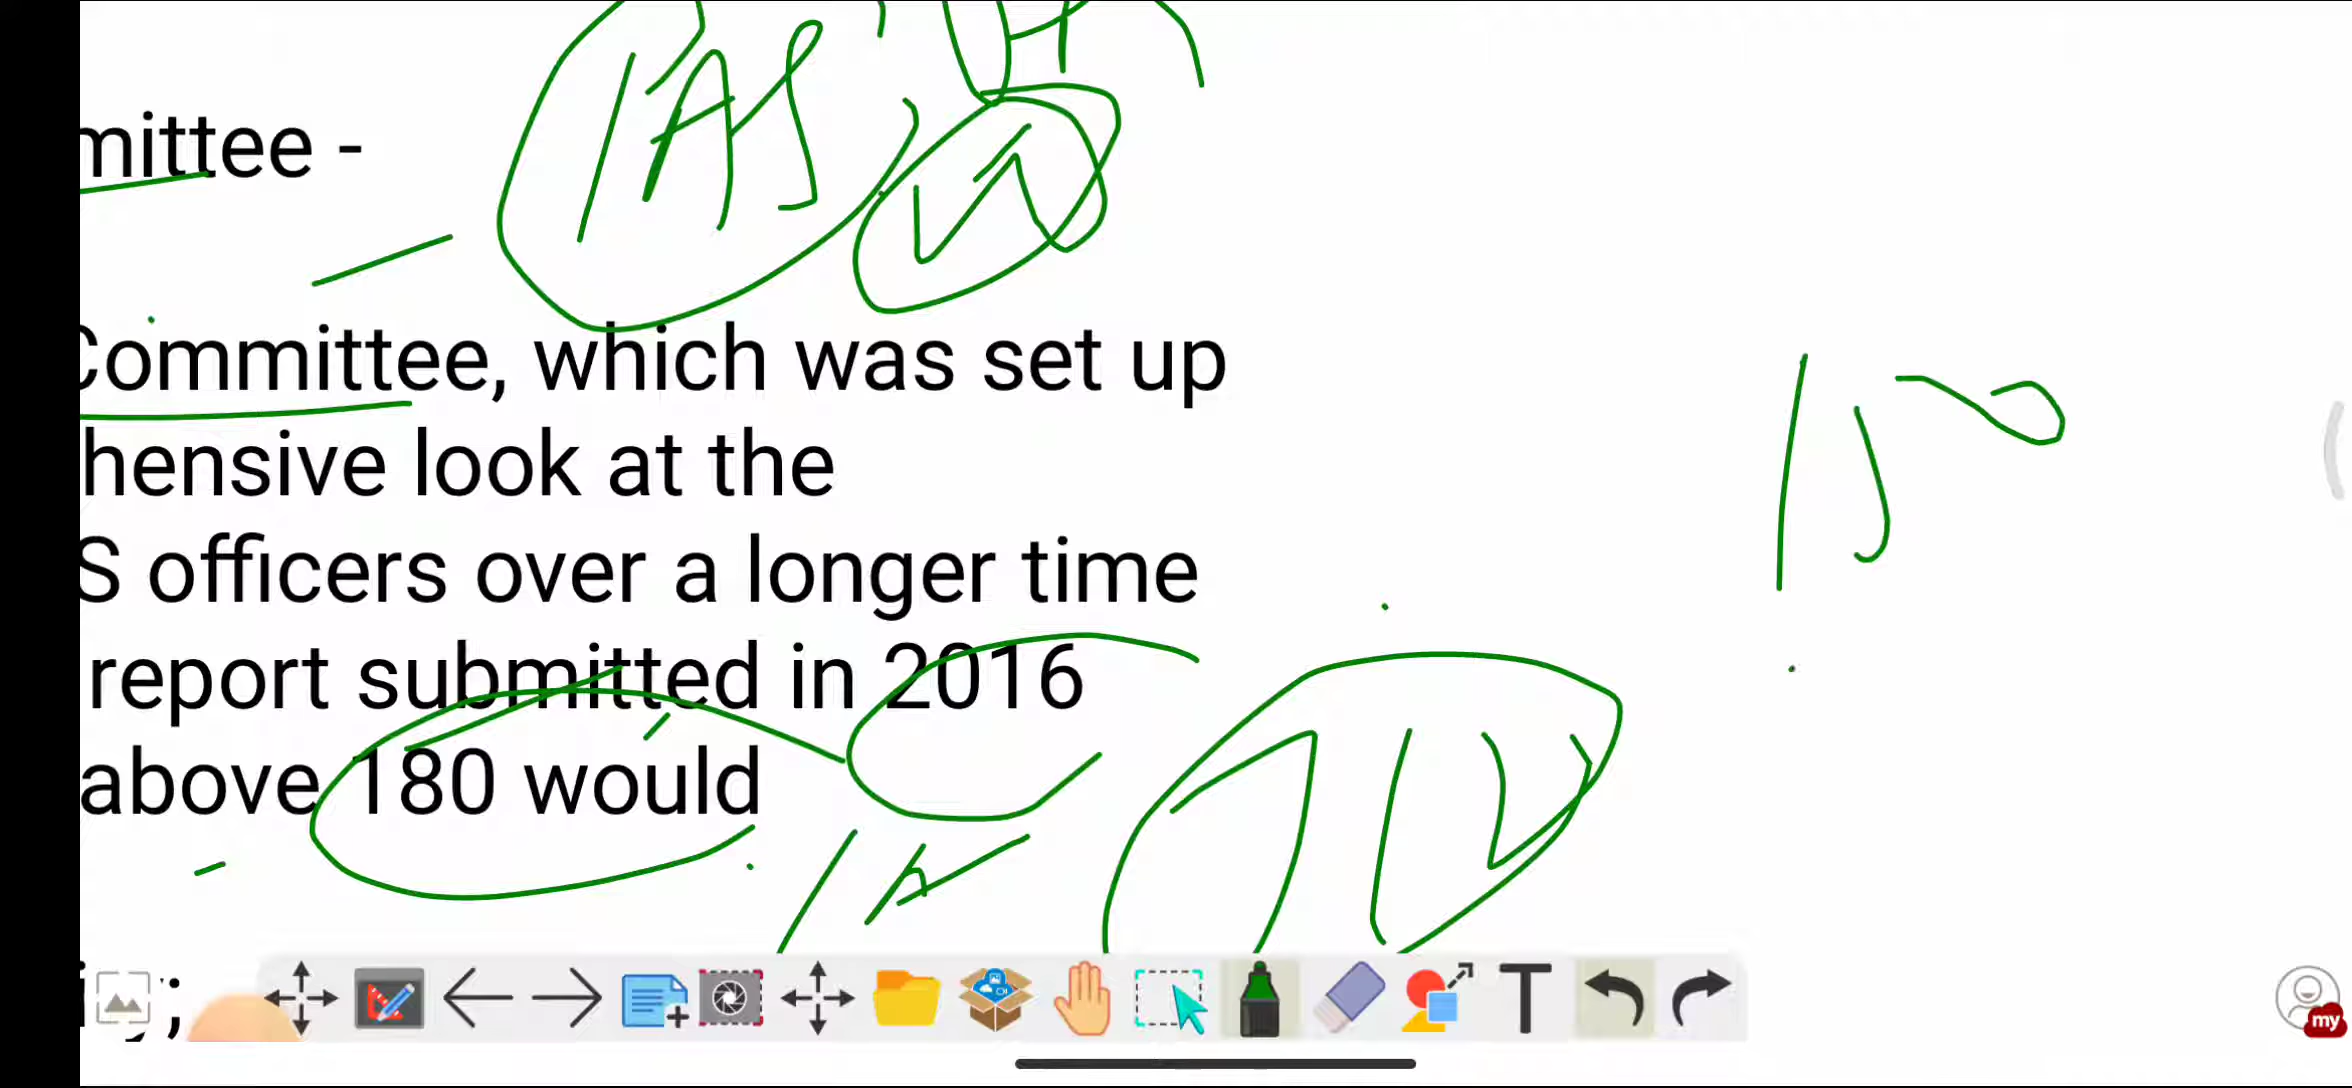 IAS
mittee -
Committee, which was set up
hensive look at the
S officers over a longer time
report submitted in 2016
above 180 would
T
my